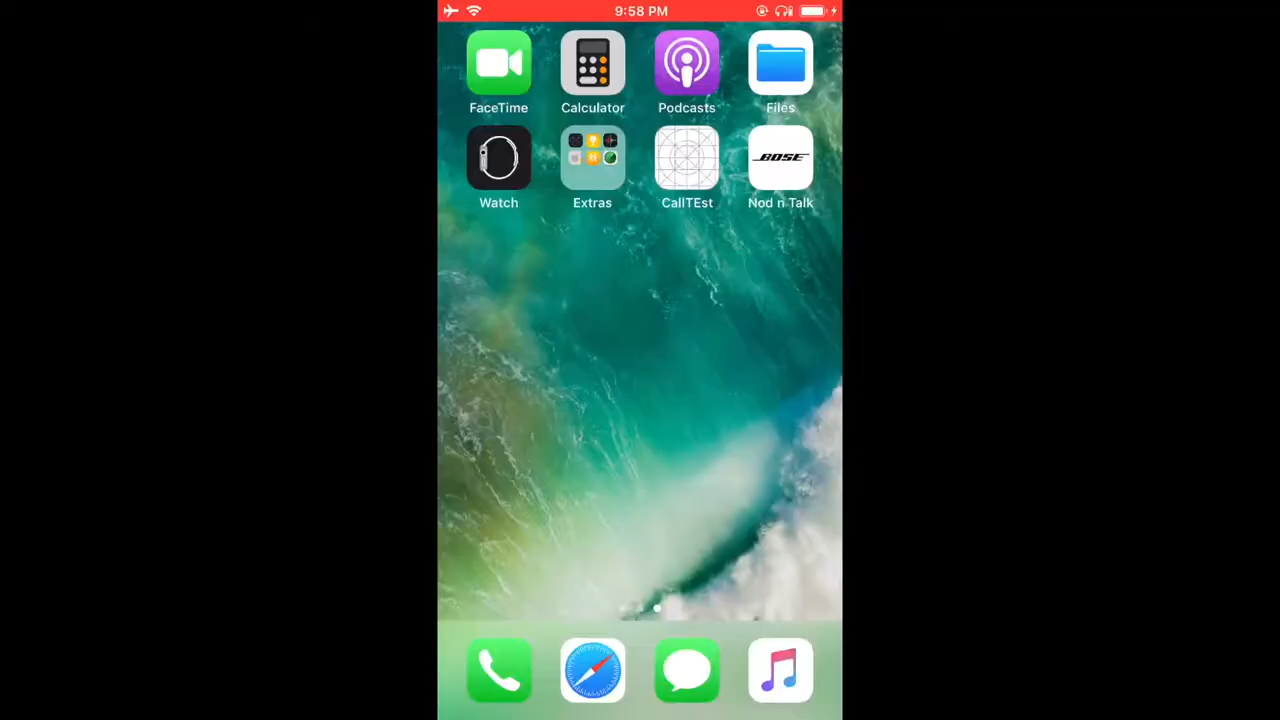 9:58 PM
FaceTime Calculator Podcasts Files
BOSE
Watch Extras CallTEst Nod n Talk